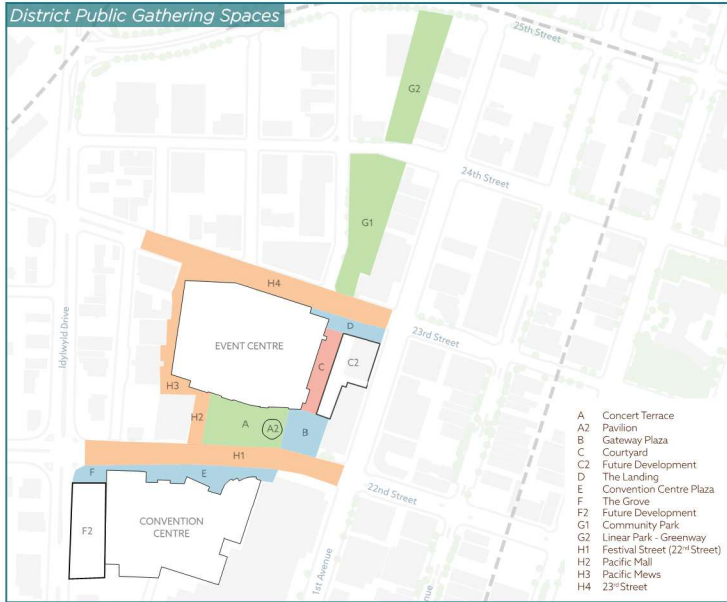 District Public Gathering Spaces
25th Street
G2
24th Street
G1
H4
Idylwyld Drive
EVENT CENTRE
D
23rd Street
C
C2
H3
H2
A
A2
B
H1
F
E
22nd Street
F2
CONVENTION
CENTRE
1st Avenue
A Concert Terrace
A2 Pavilion
B Gateway Plaza
C Courtyard
C2 Future Development
D The Landing
E Convention Centre Plaza
F The Grove
F2 Future Development
G1 Community Park
G2 Linear Park - Greenway
H1 Festival Street (22nd Street)
H2 Pacific Mall
H3 Pacific Mews
H4 23rd Street